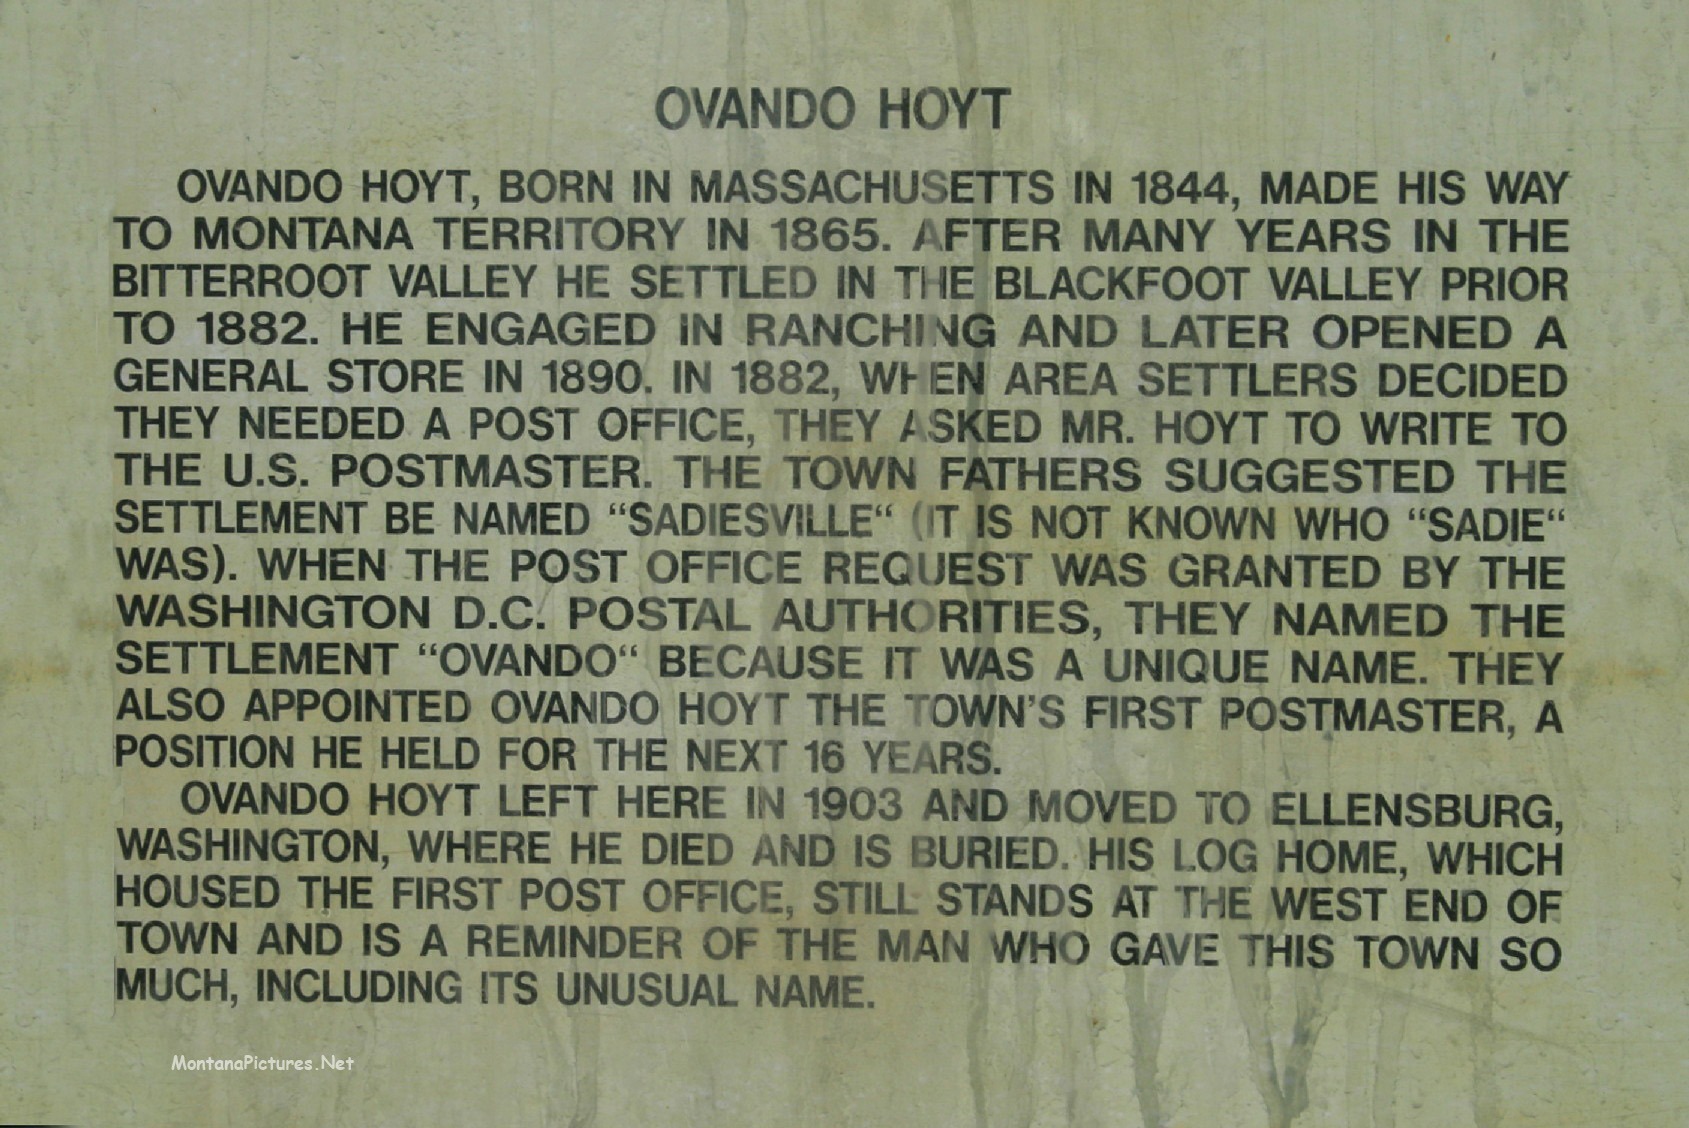 OVANDO HOYT
OVANDO HOYT, BORN IN MASSACHUSETTS IN 1844, MADE HIS WAY
TO MONTANA TERRITORY IN 1865. AFTER MANY YEARS IN THE
BITTERROOT VALLEY HE SETTLED IN THE BLACKFOOT VALLEY PRIOR
TO 1882. HE ENGAGED IN RANCHING AND LATER OPENED A
GENERAL STORE IN 1890. IN 1882, WHEN AREA SETTLERS DECIDED
THEY NEEDED A POST OFFICE, THEY ASKED MR. HOYT TO WRITE TO
THE U.S. POSTMASTER. THE TOWN FATHERS SUGGESTED THE
SETTLEMENT BE NAMED “SADIESVILLE“ (IT IS NOT KNOWN WHO “SADIE“
WAS). WHEN THE POST OFFICE REQUEST WAS GRANTED BY THE
WASHINGTON D.C. POSTAL AUTHORITIES, THEY NAMED THE
SETTLEMENT “OVANDO“ BECAUSE IT WAS A UNIQUE NAME. THEY
ALSO APPOINTED OVANDO HOYT THE TOWN'S FIRST POSTMASTER, A
POSITION HE HELD FOR THE NEXT 16 YEARS.
OVANDO HOYT LEFT HERE IN 1903 AND MOVED TO ELLENSBURG,
WASHINGTON, WHERE HE DIED AND IS BURIED. HIS LOG HOME, WHICH
HOUSED THE FIRST POST OFFICE, STILL STANDS AT THE WEST END OF
TOWN AND IS A REMINDER OF THE MAN WHO GAVE THIS TOWN SO
MUCH, INCLUDING ITS UNUSUAL NAME.
MontanaPictures.Net